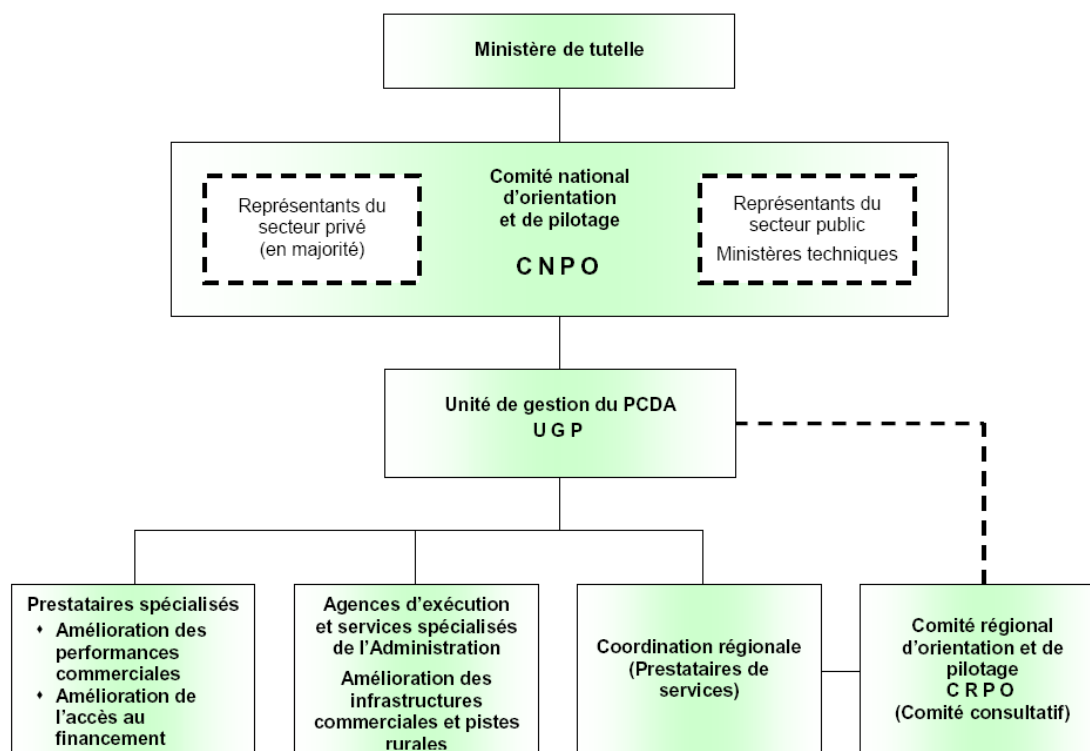 Ministère de tutelle
Comité national
d'orientation
et de pilotage
C N P O
Représentants du
secteur privé
(en majorité)
Représentants du
secteur public
Ministères techniques
Unité de gestion du PCDA
U G P
Prestataires spécialisés
♦ Amélioration des
performances
commerciales
♦ Amélioration de
l'accès au
financement
Agences d'exécution
et services spécialisés
de l'Administration
Amélioration des
infrastructures
commerciales et pistes
rurales
Coordination régionale
(Prestataires de
services)
Comité régional
d'orientation et de
pilotage
C R P O
(Comité consultatif)